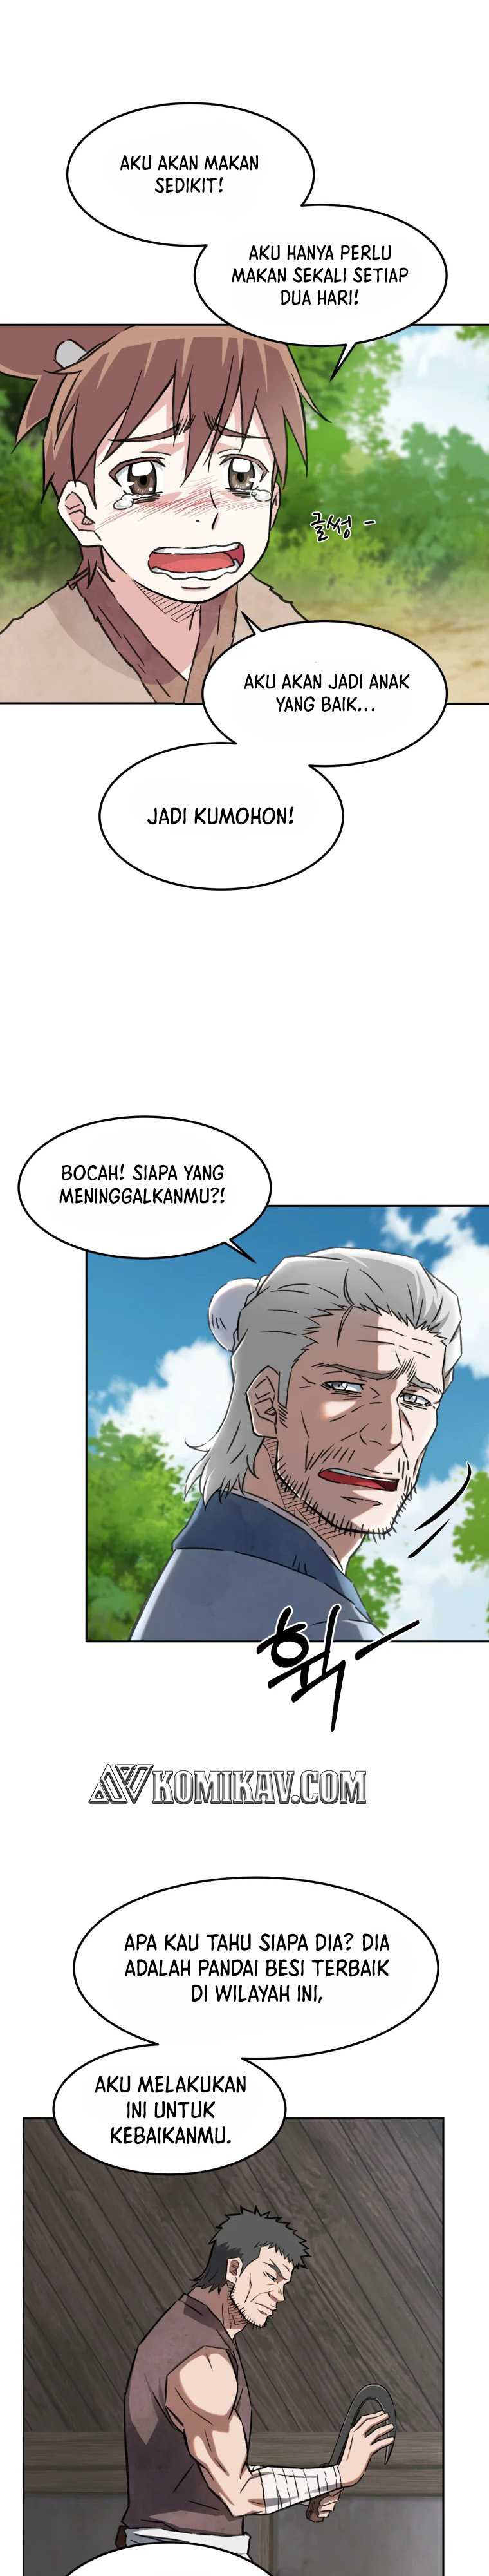 AKU AKAN MAKAN
SEDIKIT!
AKU HANYA PERLU
MAKAN SEKALI SETIAP
DUA HARI!
글썽 -
AKU AKAN JADI ANAK
YANG BAIK...
JADI KUMOHON!
BOCAH! SIAPA YANG
MENINGGALKANMU?!
휙
AV KOMIKAV.COM
APA KAU TAHU SIAPA DIA? DIA
ADALAH PANDAI BESI TERBAIK
DI WILAYAH INI,
AKU MELAKUKAN
INI UNTUK
KEBAIKANMU.